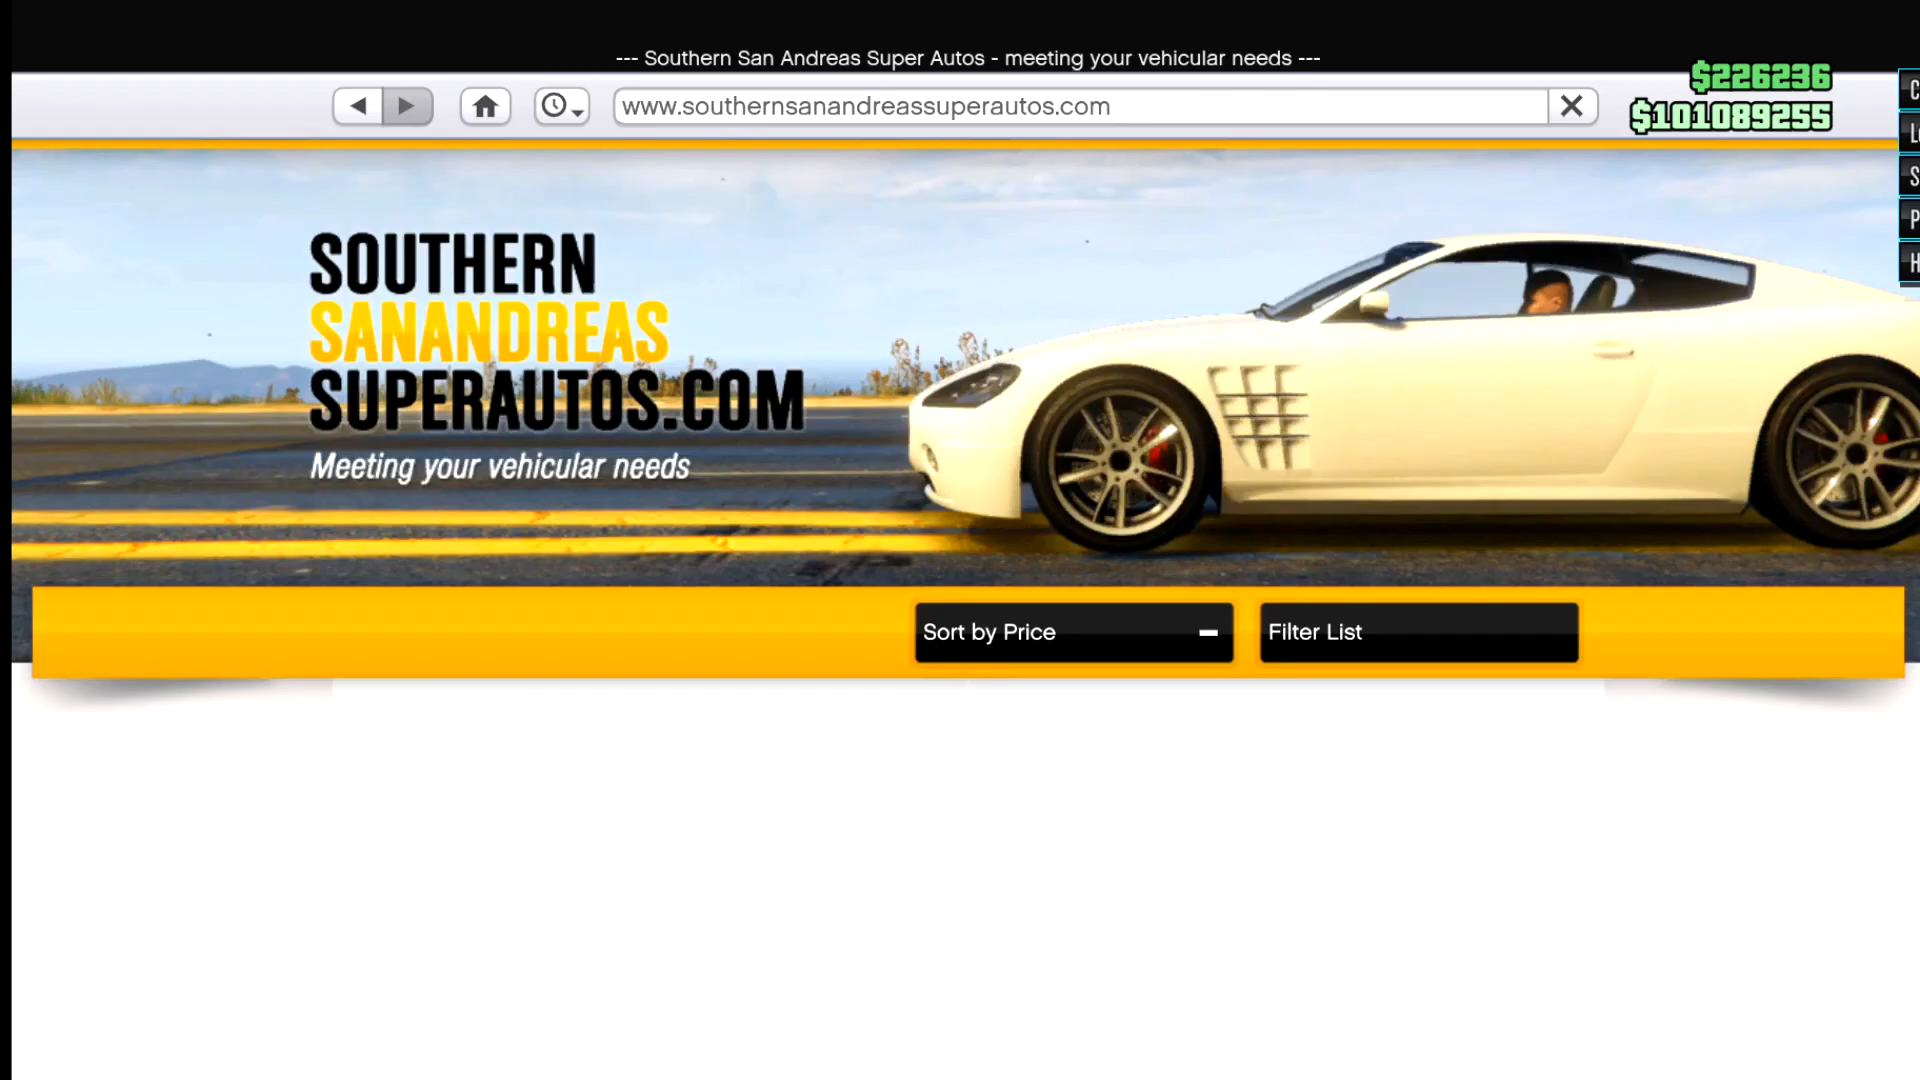 --- Southern San Andreas Super Autos - meeting your vehicular needs ---
www.southernsanandreassuperautos.com
$226236
$101089255
SOUTHERN
SANANDREAS
SUPERAUTOS.COM
Meeting your vehicular needs
Sort by Price
Filter List